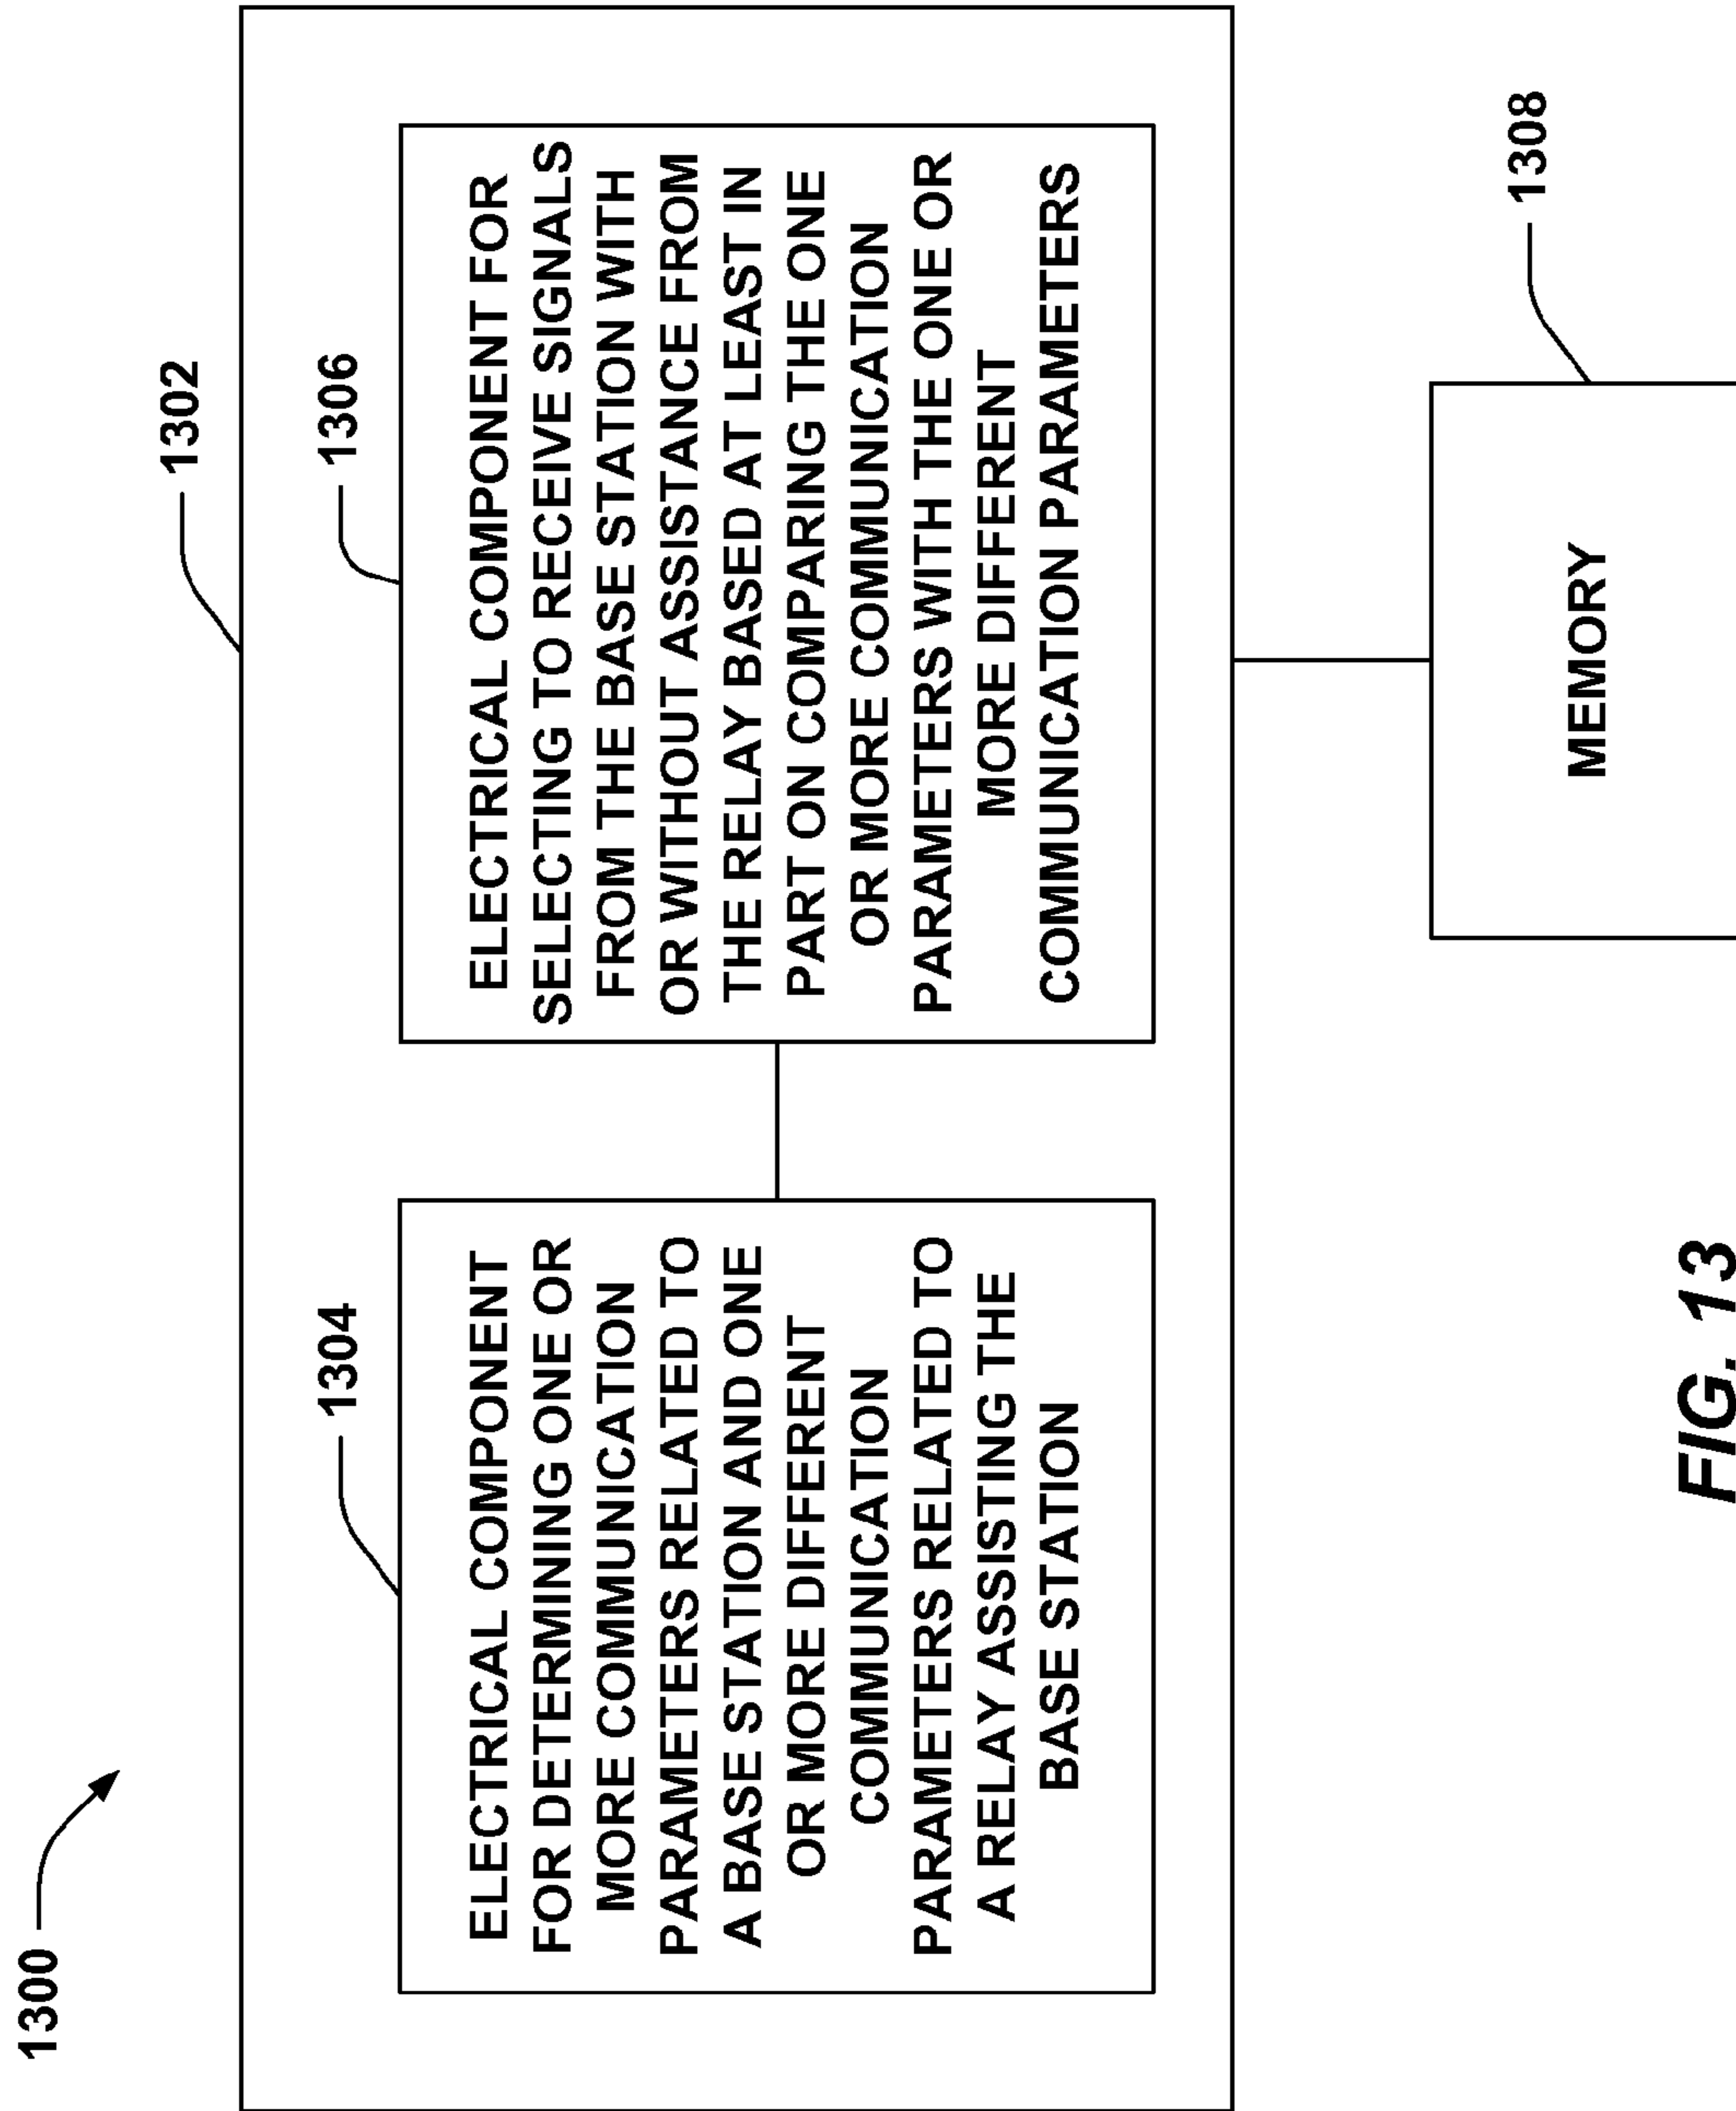 1300
1302
1304
ELECTRICAL COMPONENT
FOR DETERMINING ONE OR
MORE COMMUNICATION
PARAMETERS RELATED TO
A BASE STATION AND ONE
OR MORE DIFFERENT
COMMUNICATION
PARAMETERS RELATED TO
A RELAY ASSISTING THE
BASE STATION
1306
ELECTRICAL COMPONENT FOR
SELECTING TO RECEIVE SIGNALS
FROM THE BASE STATION WITH
OR WITHOUT ASSISTANCE FROM
THE RELAY BASED AT LEAST IN
PART ON COMPARING THE ONE
OR MORE COMMUNICATION
PARAMETERS WITH THE ONE OR
MORE DIFFERENT
COMMUNICATION PARAMETERS
1308
MEMORY
FIG. 13